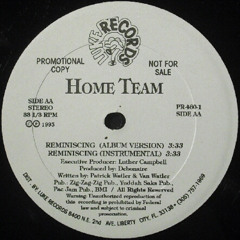 LUKE RECORDS
PROMOTIONAL COPY
NOT FOR SALE
HOME TEAM
SIDE AA
33 1/3 RPM
℗ © 1993
PR-460-1
SIDE AA
REMINISCING (ALBUM VERSION) 3:33
REMINISCING (INSTRUMENTAL) 3:33
Executive Producer: Luther Campbell
Produced by: Debonaire
Written by: Patrick Watler & Van Watler
Pub., Zig-Zag-Zig Pub., Yuddah Saks Pub.,
Pac-Jam Pub., BMI / All Rights Reserved
Warning: Unauthorized reproduction of
this recording is prohibited by Federal
law and subject to criminal
prosecution.
DIST. BY LUKE RECORDS 8400 N.E. 2nd AVE. LIBERTY CITY, FL. 33138 • (305) 757-1969